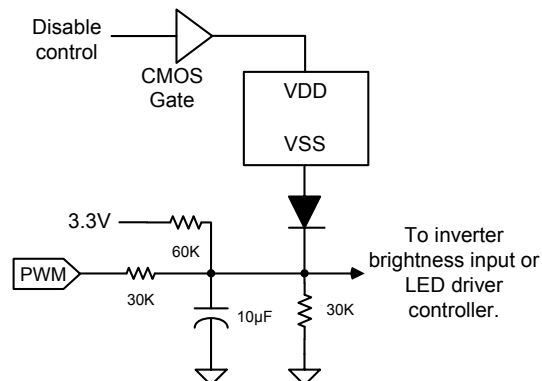 Disable
control
CMOS
Gate
VDD
VSS
3.3V
60K
PWM
30K
10µF
30K
To inverter
brightness input or
LED driver
controller.